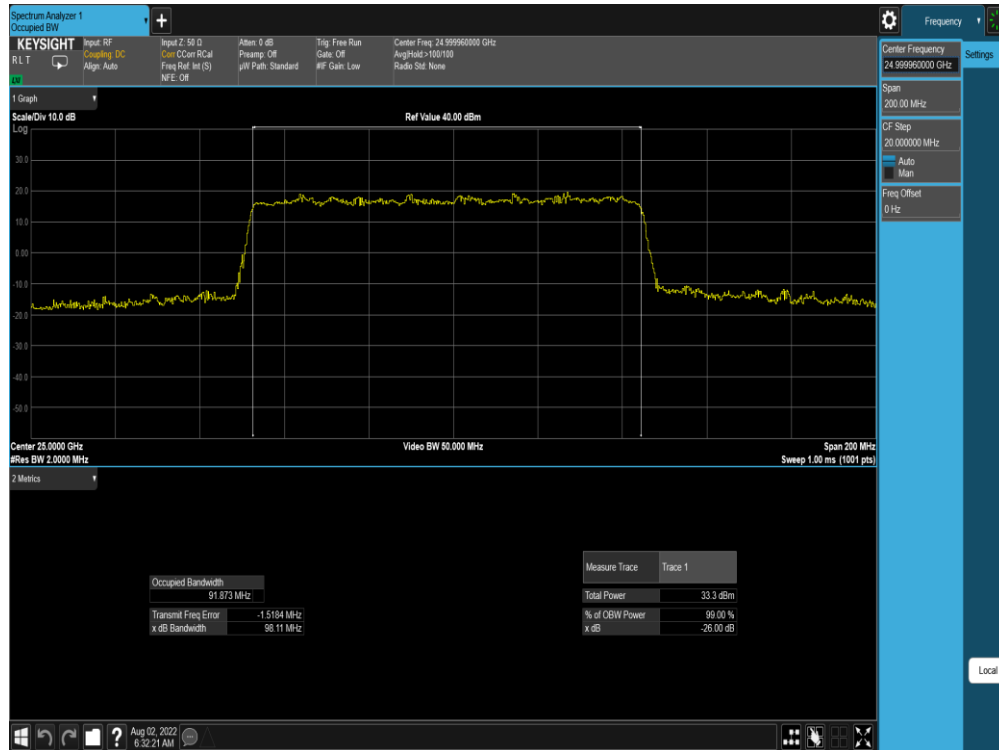 Spectrum Analyzer 1
Occupied BW
Frequency
KEYSIGHT
RLT
LW
Input: RF
Coupling: DC
Align: Auto
Input Z: 50 Ω
Corr CCorr RCal
Freq Ref: Int (S)
NFE: Off
Atten: 0 dB
Preamp: Off
µW Path: Standard
Trig: Free Run
Gate: Off
#IF Gain: Low
Center Freq: 24.999960000 GHz
Avg|Hold:>100/100
Radio Std: None
Center Frequency
24.999960000 GHz
Settings
Span
200.00 MHz
CF Step
20.000000 MHz
Auto
Man
Freq Offset
0 Hz
1 Graph
Scale/Div 10.0 dB
Ref Value 40.00 dBm
Log
30.0
20.0
10.0
0.00
-10.0
-20.0
-30.0
-40.0
-50.0
Center 25.0000 GHz
Video BW 50.000 MHz
Span 200 MHz
#Res BW 2.0000 MHz
Sweep 1.00 ms (1001 pts)
2 Metrics
Occupied Bandwidth
91.873 MHz
Transmit Freq Error -1.5184 MHz
x dB Bandwidth 98.11 MHz
Measure Trace Trace 1
Total Power 33.3 dBm
% of OBW Power 99.00 %
x dB -26.00 dB
Local
Aug 02, 2022
6:32:21 AM